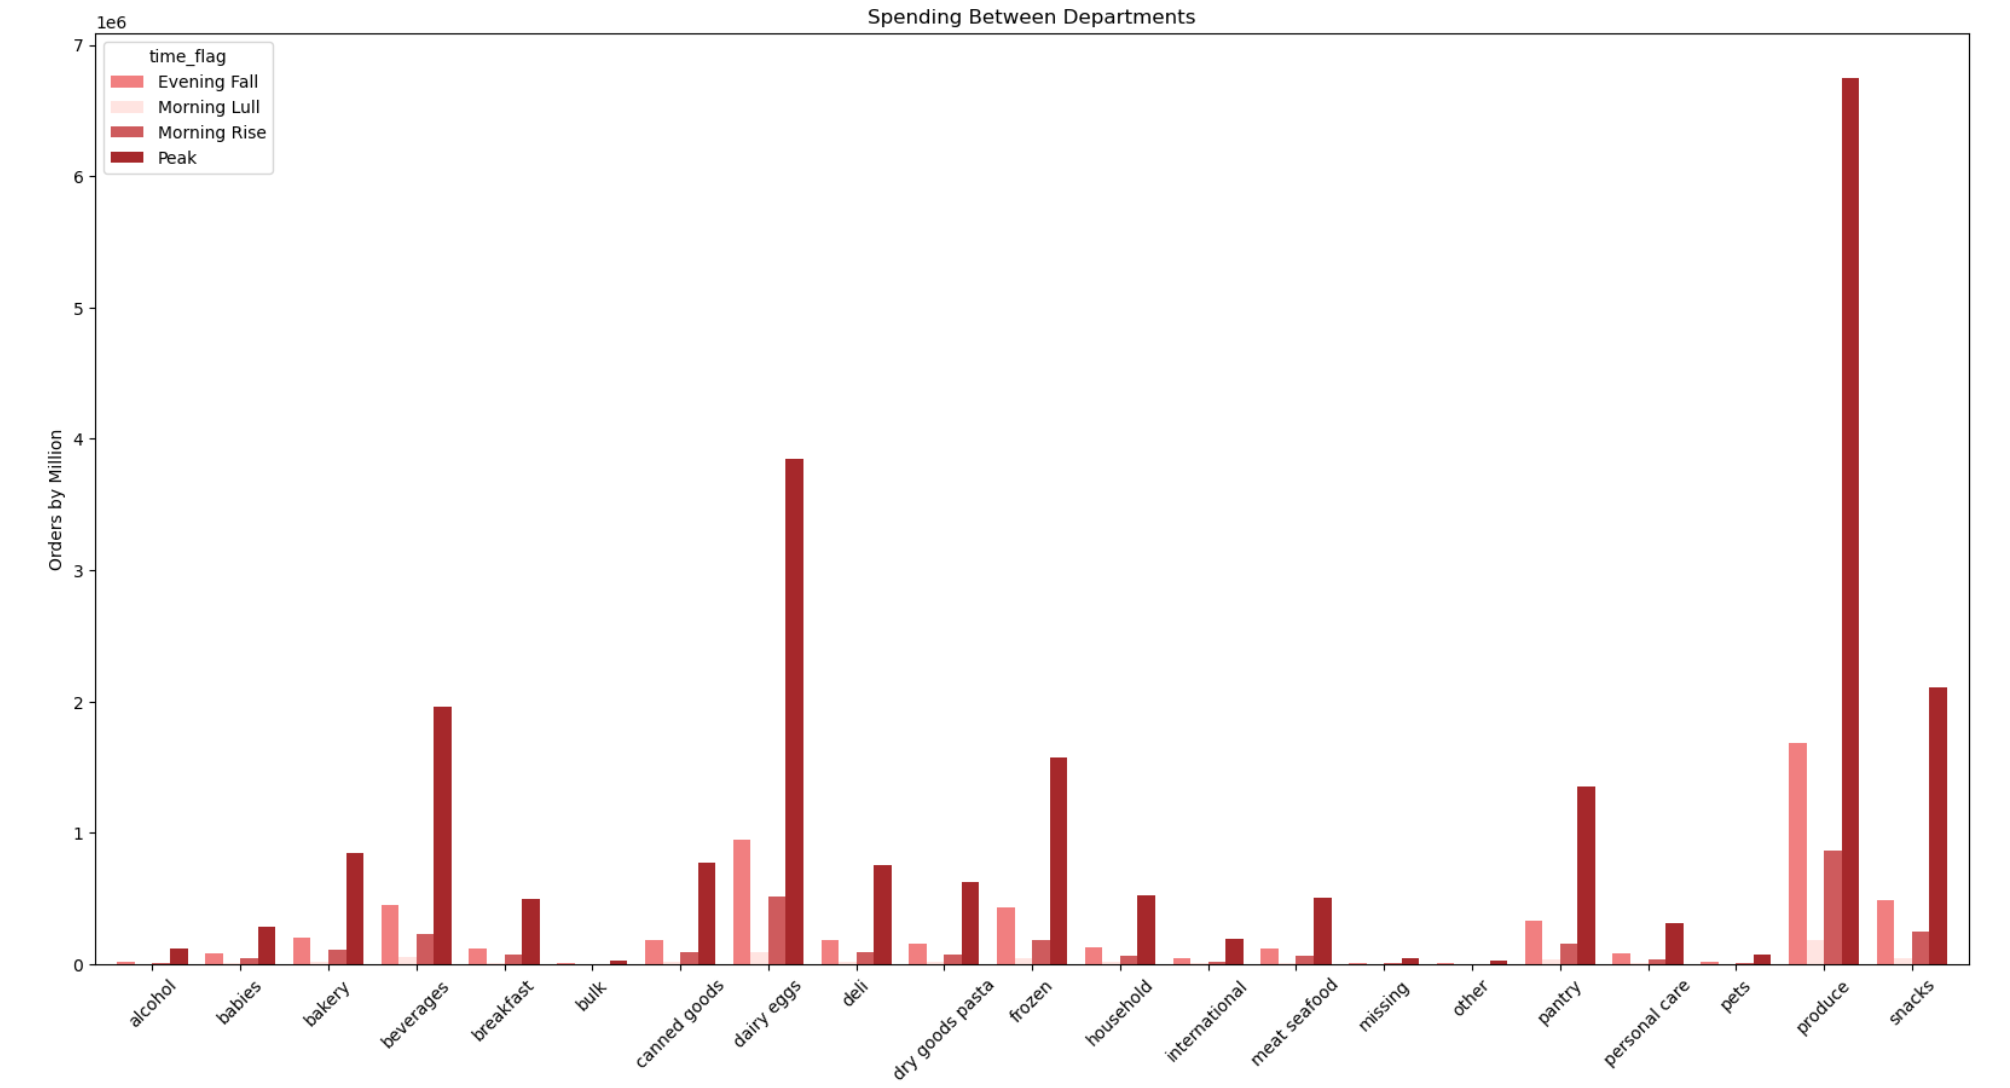 Spending Between Departments
1e6
7
6
5
4
3
2
1
0
Orders by Million
time_flag
Evening Fall
Morning Lull
Morning Rise
Peak
alcohol
babies
bakery
beverages
breakfast
bulk
canned goods
dairy eggs
deli
dry goods pasta
frozen
household
international
meat seafood
missing
other
pantry
personal care
pets
produce
snacks